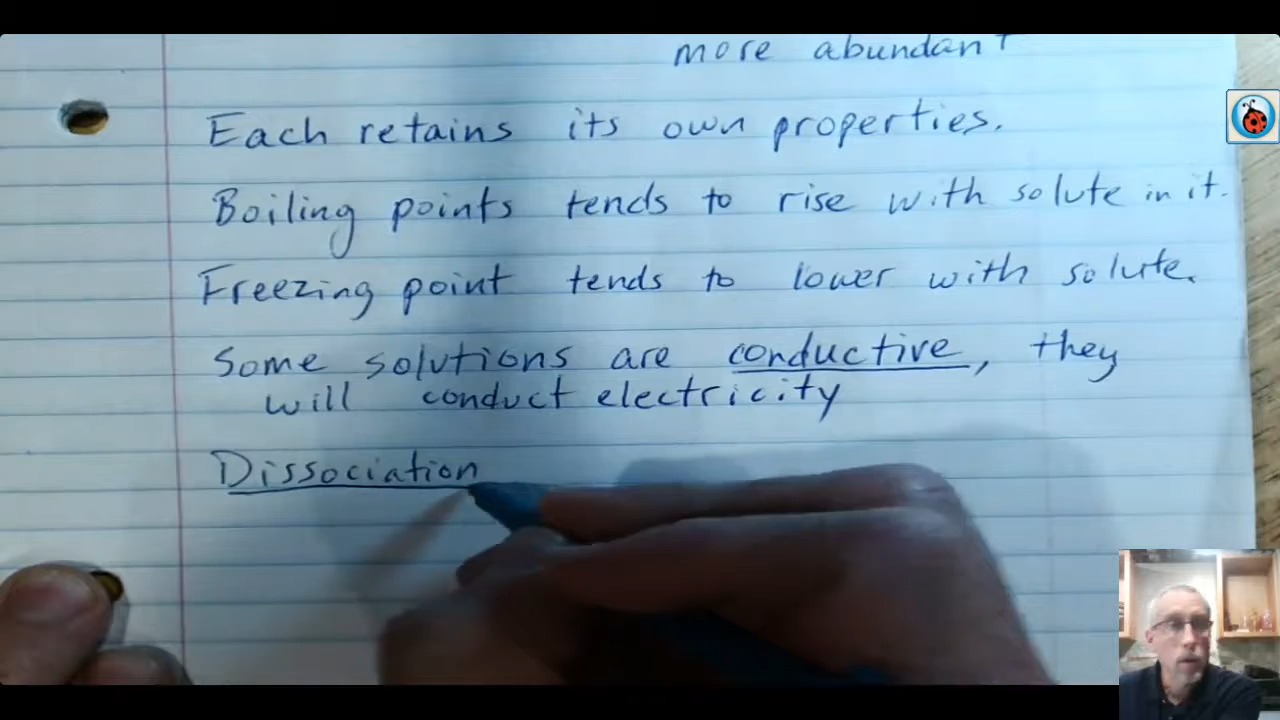 more abundant
Each retains its own properties.
Boiling points tends to rise with solute in it.
Freezing point tends to lower with solute.
Some solutions are conductive, they
will conduct electricity
Dissociation